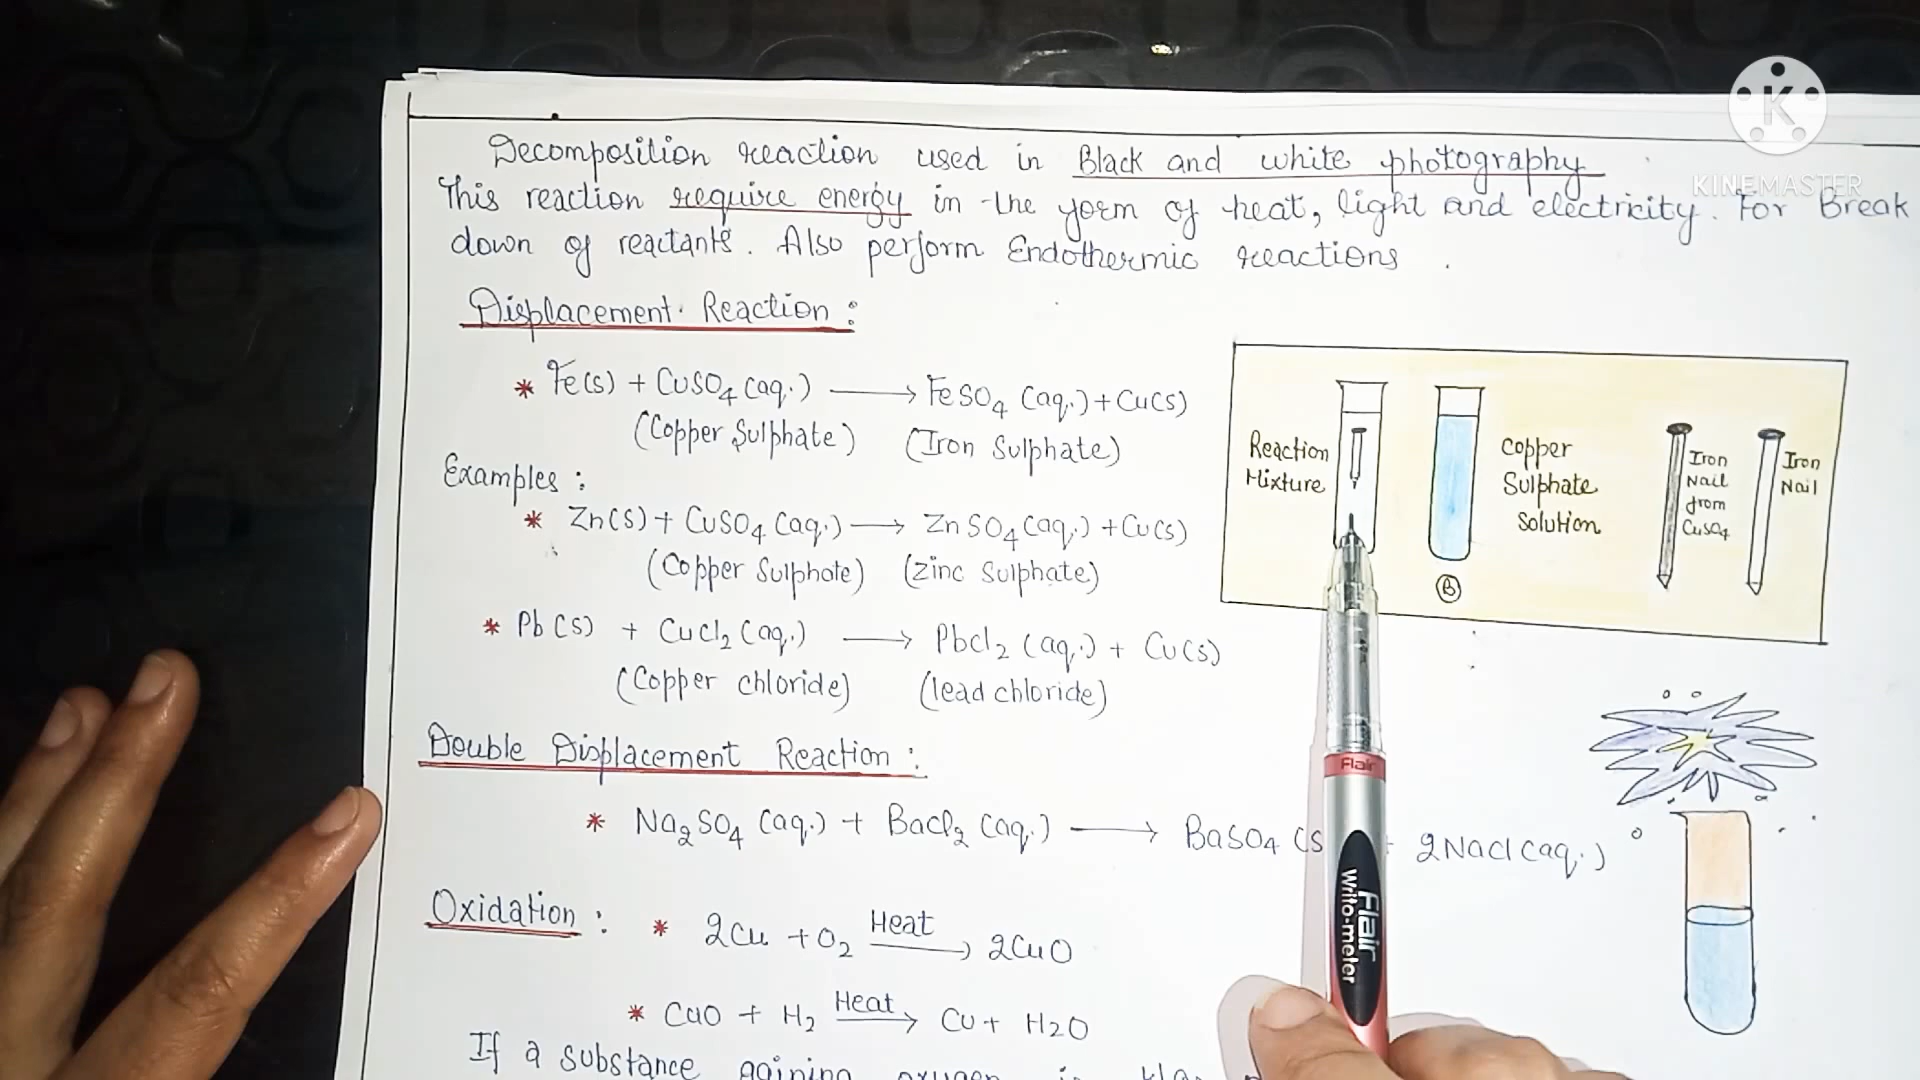 Decomposition reaction used in Black and white photography
This reaction require energy in the form of heat, light and electricity. For Break
down of reactants. Also perform Endothermic reactions.
Displacement Reaction:
* Fe(s) + CuSO4 (aq.) ⟶ FeSO4 (aq.) + Cu(s)
(Copper Sulphate) (Iron Sulphate)
Examples:
* Zn(s) + CuSO4 (aq.) ⟶ ZnSO4 (aq.) + Cu(s)
(Copper Sulphate) (Zinc Sulphate)
* Pb(s) + CuCl2 (aq.) ⟶ PbCl2 (aq.) + Cu(s)
(Copper chloride) (lead chloride)
Double Displacement Reaction:
* Na2SO4 (aq.) + BaCl2 (aq.) ⟶ BaSO4 (s + 2NaCl (aq.)
Oxidation: * 2Cu + O2 Heat ⟶ 2CuO
* CuO + H2 Heat ⟶ Cu + H2O
If a substance gaining oxygen
Reaction
Mixture
B
Copper
Sulphate
Solution
Iron
Nail
from
CuSO4
Iron
Nail
Flair
Flair
Writo-meter
K
KINEMASTER